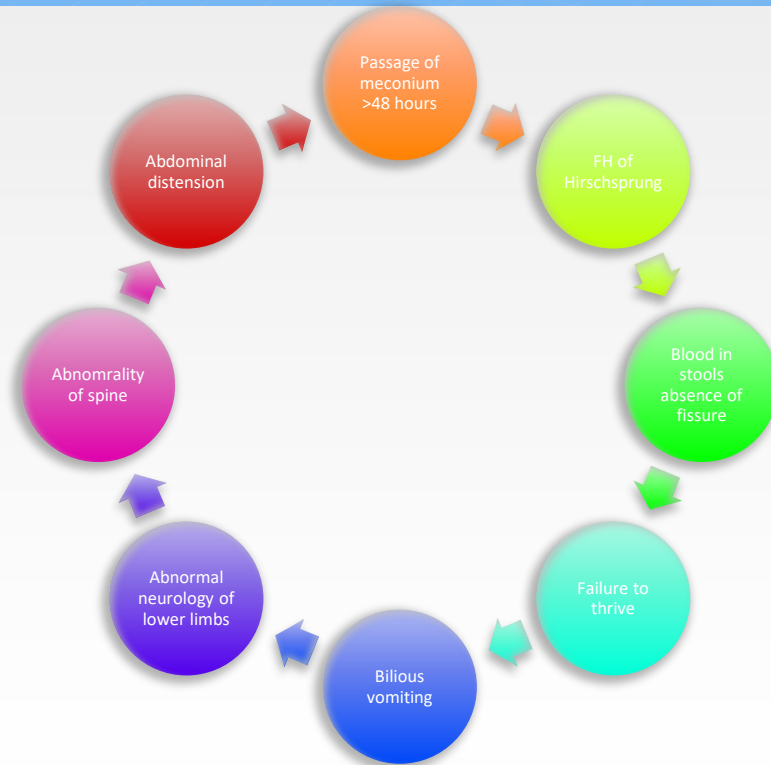 Passage of
meconium
>48 hours
FH of
Hirschsprung
Blood in
stools
absence of
fissure
Failure to
thrive
Bilious
vomiting
Abnormal
neurology of
lower limbs
Abnomrality
of spine
Abdominal
distension